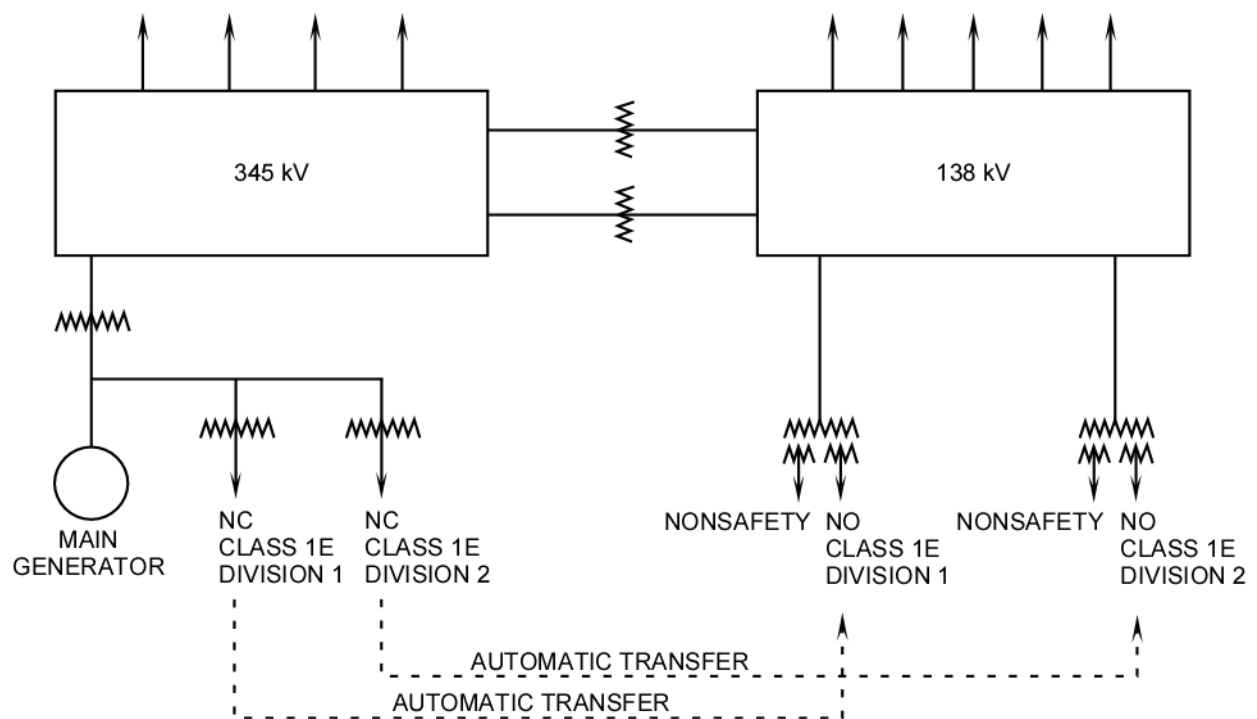 345 kV
138 kV
MAIN
GENERATOR
NC
CLASS 1E
DIVISION 1
NC
CLASS 1E
DIVISION 2
NONSAFETY
NO
CLASS 1E
DIVISION 1
NONSAFETY
NO
CLASS 1E
DIVISION 2
AUTOMATIC TRANSFER
AUTOMATIC TRANSFER